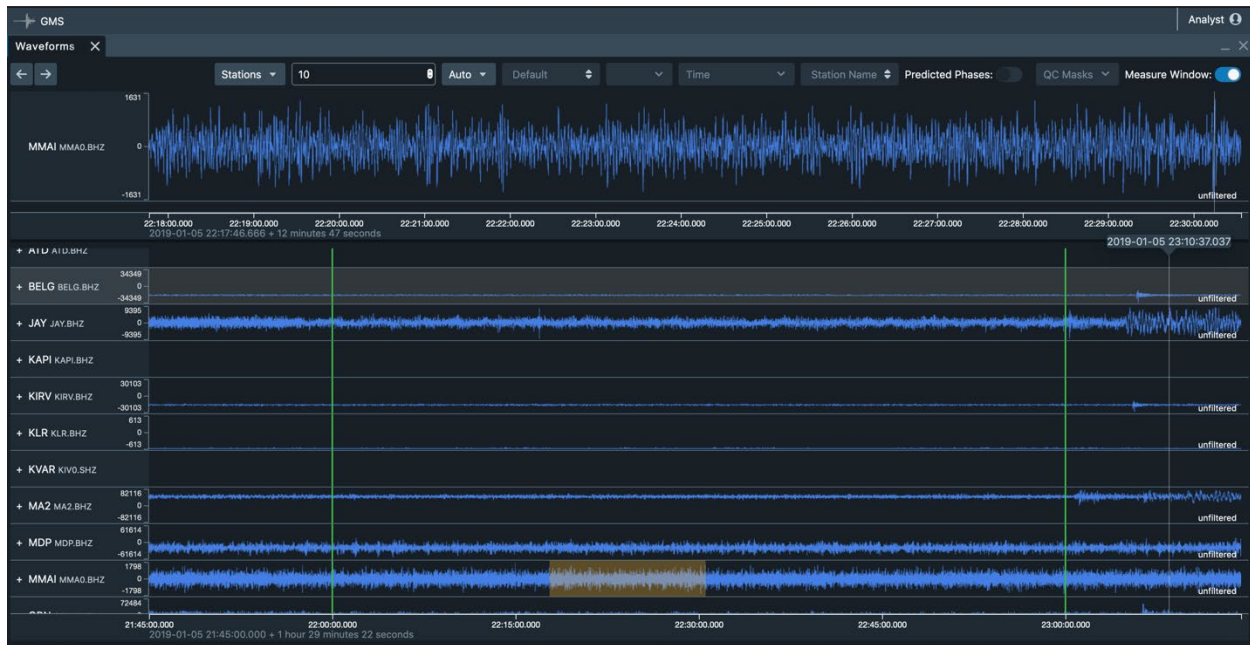 GMS Analyst
Waveforms
Stations 10 Auto Default Time Station Name Predicted Phases: QC Masks Measure Window:
1631
MMAI MMA0.BHZ 0
-1631
unfiltered
22:18:00.000 22:19:00.000 22:20:00.000 22:21:00.000 22:22:00.000 22:23:00.000 22:24:00.000 22:25:00.000 22:26:00.000 22:27:00.000 22:28:00.000 22:29:00.000 22:30:00.000
2019-01-05 22:17:46.666 + 12 minutes 47 seconds
2019-01-05 23:10:37.037
+ ATD ATD.BHZ
34349
+ BELG BELG.BHZ 0
-34349 unfiltered
9395
+ JAY JAY.BHZ 0
-9395 unfiltered
+ KAPI KAPI.BHZ
30103
+ KIRV KIRV.BHZ 0
-30103 unfiltered
613
+ KLR KLR.BHZ 0
-613 unfiltered
+ KVAR KIV0.SHZ
82116
+ MA2 MA2.BHZ 0
-82116 unfiltered
61614
+ MDP MDP.BHZ 0
-61614 unfiltered
1798
+ MMAI MMA0.BHZ 0
-1798 unfiltered
72484
21:45:00.000 22:00:00.000 22:15:00.000 22:30:00.000 22:45:00.000 23:00:00.000
2019-01-05 21:45:00.000 + 1 hour 29 minutes 22 seconds